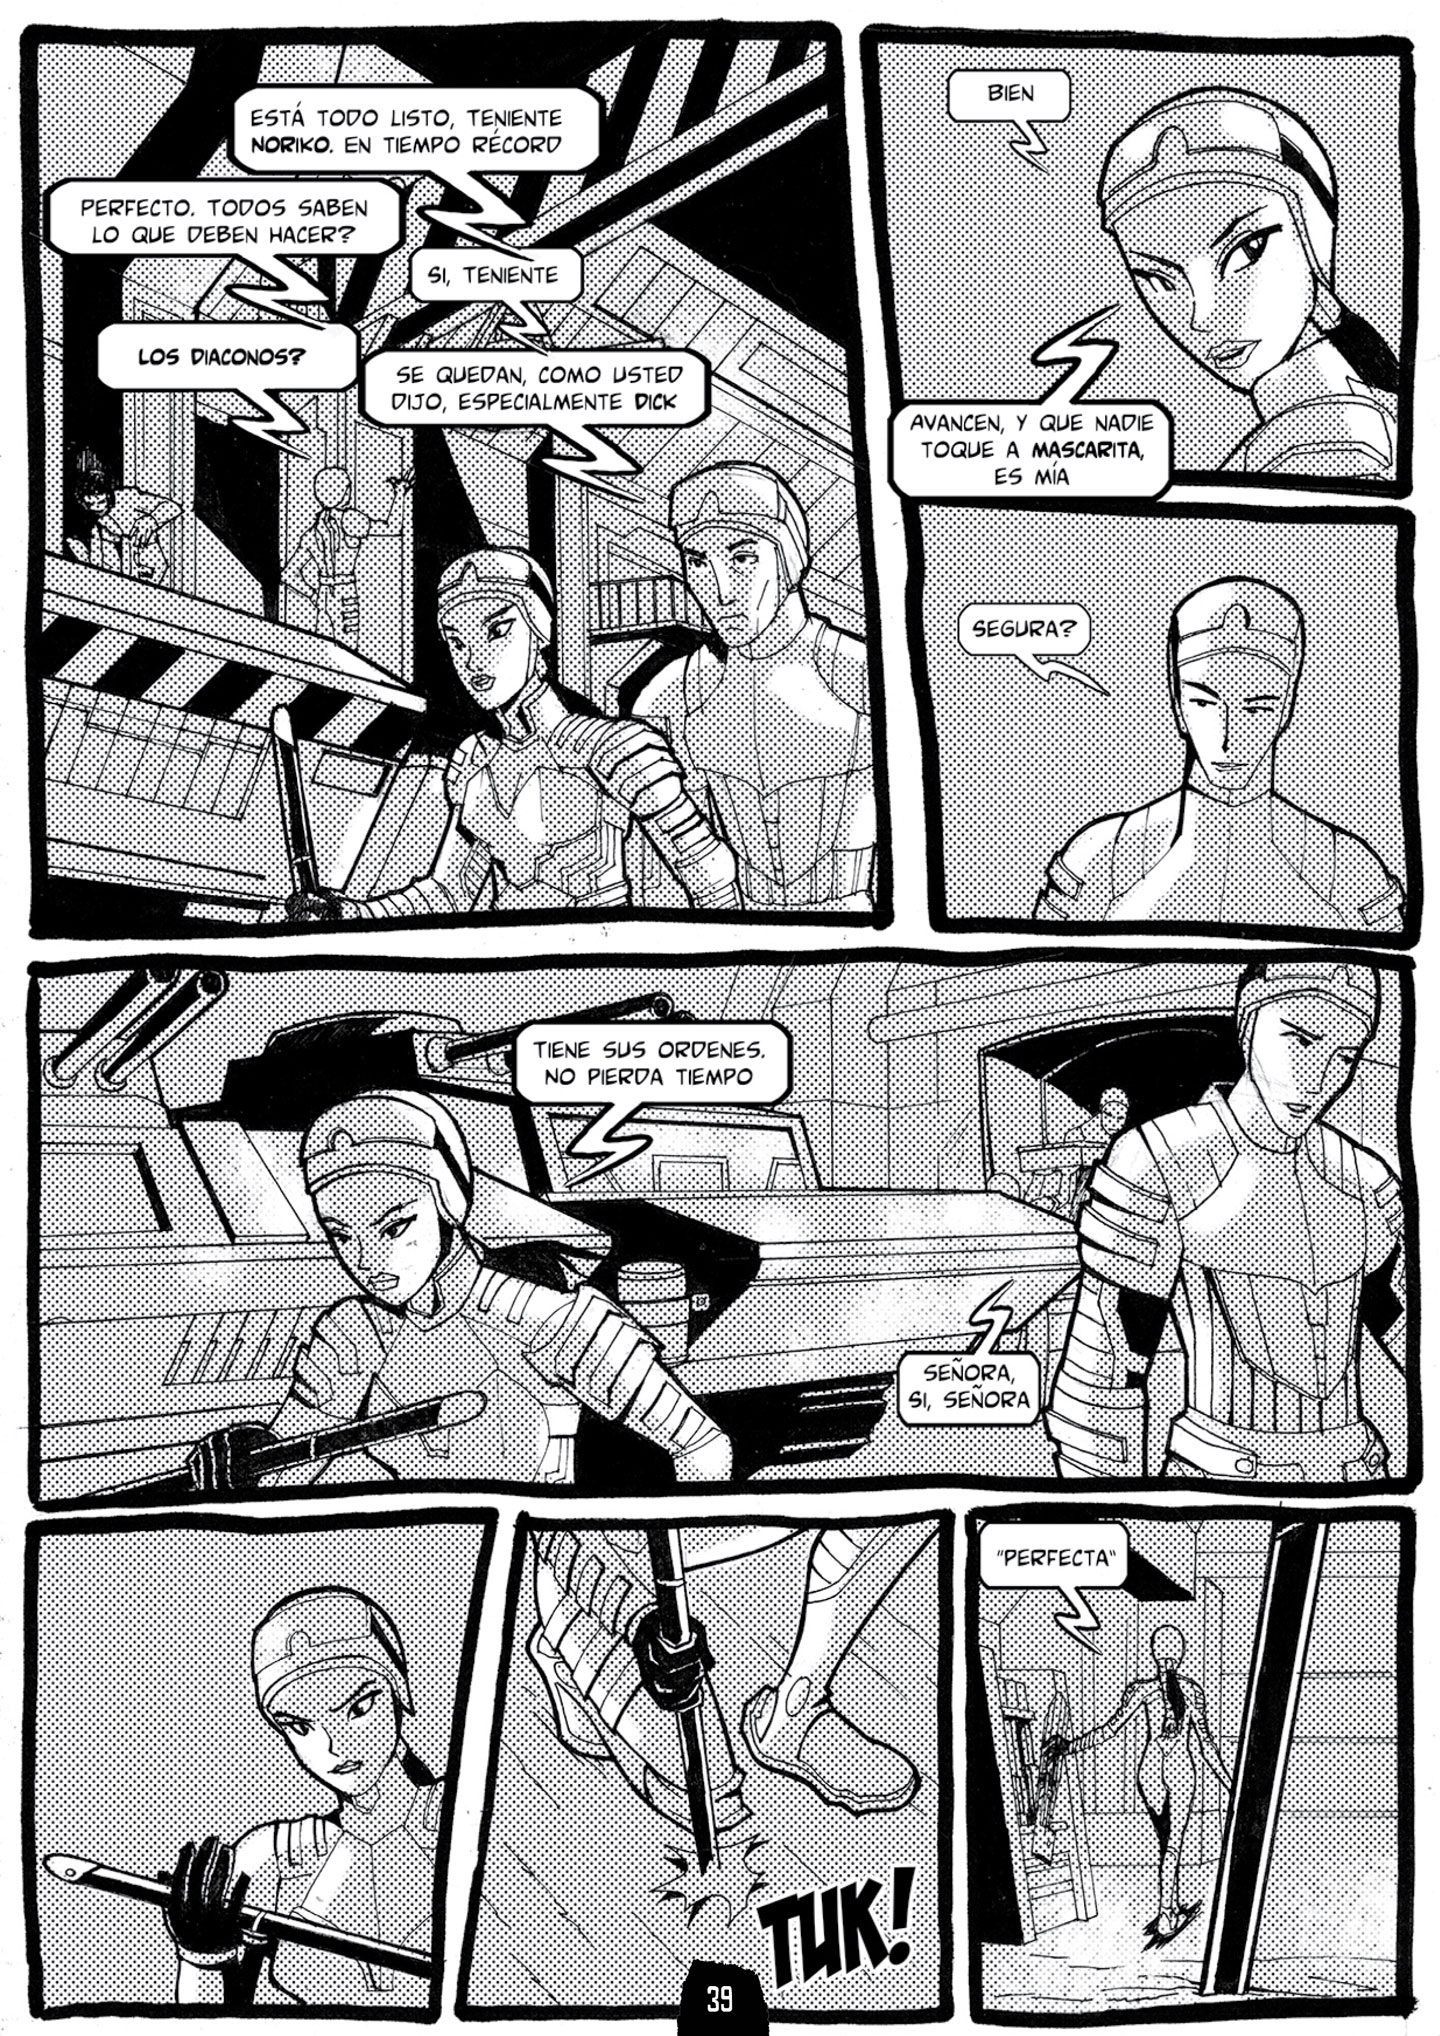 ESTÁ TODO LISTO, TENIENTE
NORIKO. EN TIEMPO RÉCORD
PERFECTO. TODOS SABEN
LO QUE DEBEN HACER?
SI, TENIENTE
LOS DIACONOS?
SE QUEDAN, COMO USTED
DIJO, ESPECIALMENTE DICK
BIEN
AVANCEN, Y QUE NADIE
TOQUE A MASCARITA,
ES MÍA
SEGURA?
TIENE SUS ORDENES.
NO PIERDA TIEMPO
SEÑORA,
SI, SEÑORA
TUK!
"PERFECTA"
39